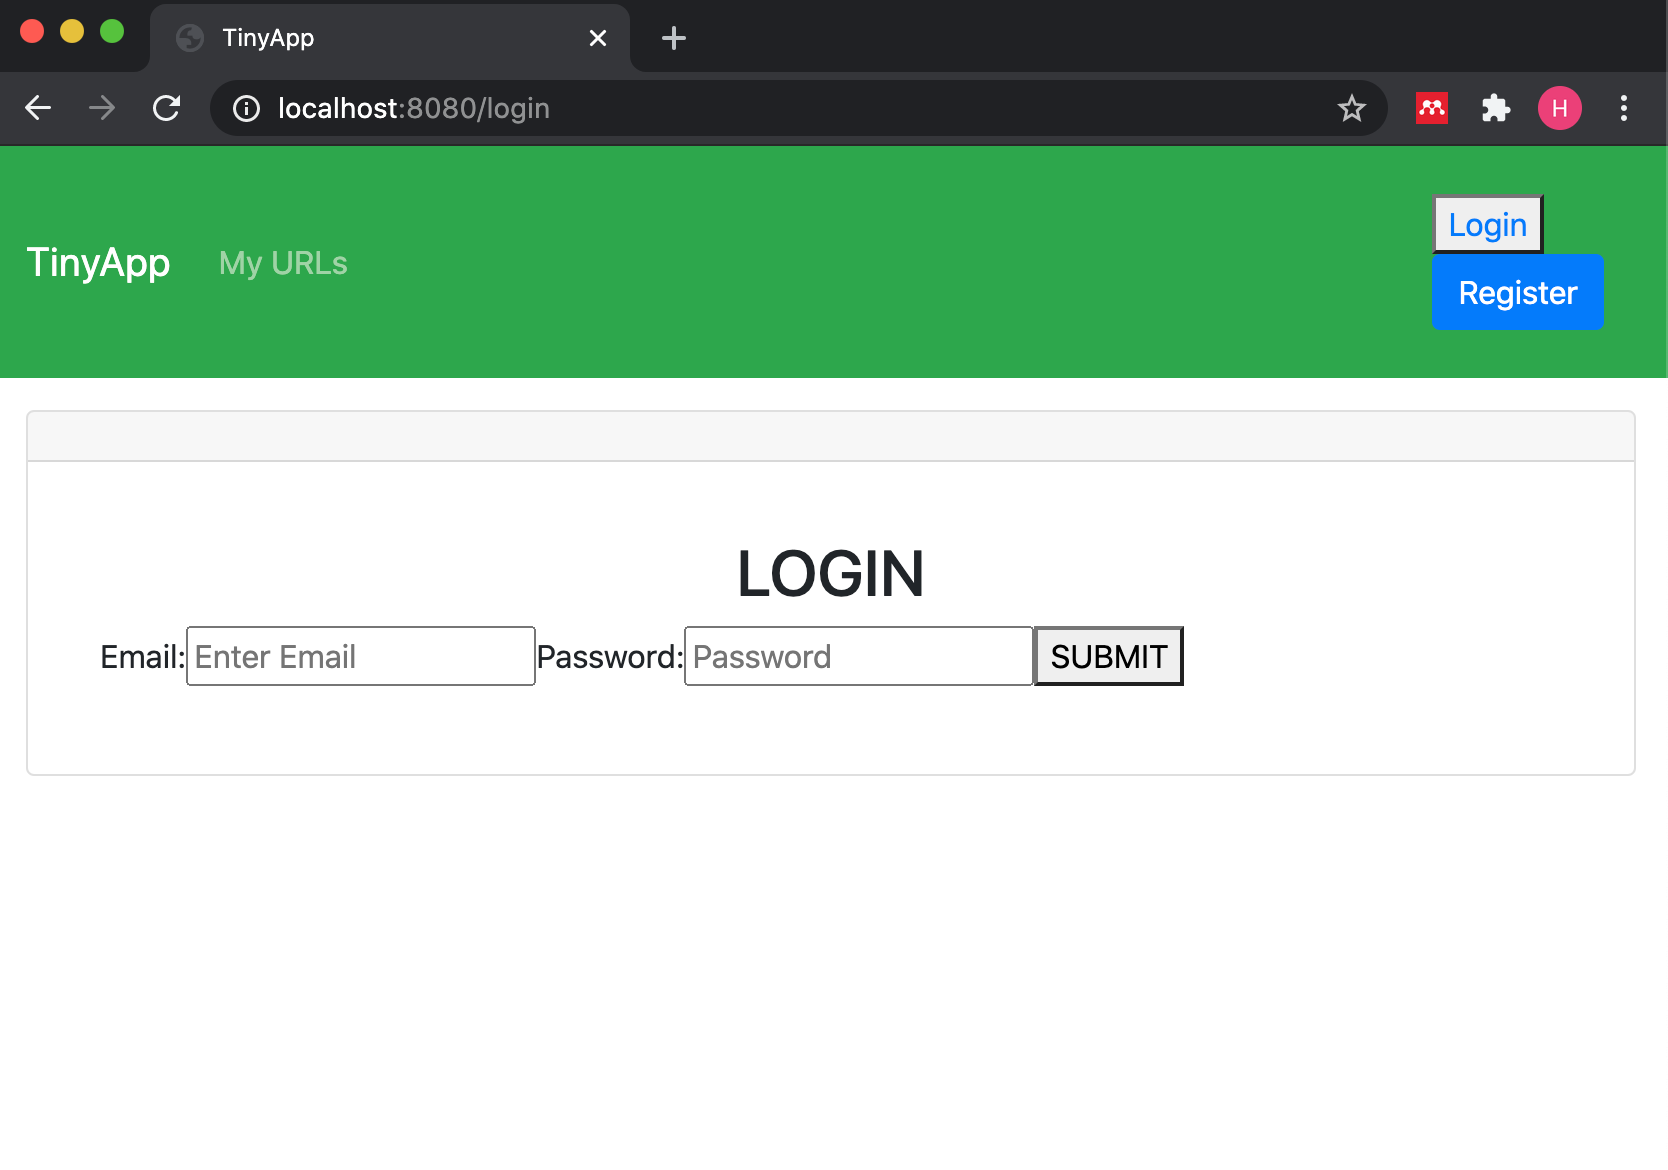 TinyApp
localhost:8080/login
H
TinyApp My URLs
Login
Register
LOGIN
Email: Enter Email Password: Password SUBMIT